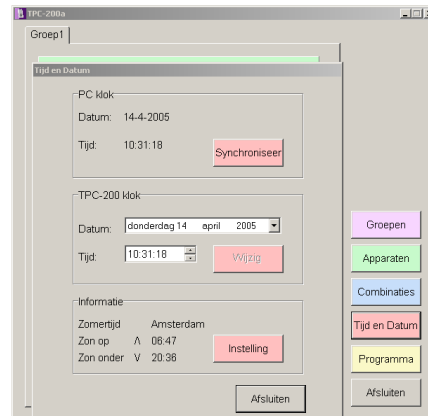 TPC-200a
Groep1
Tijd en Datum
PC klok
Datum: 14-4-2005
Tijd: 10:31:18
Synchroniseer
TPC-200 klok
Datum: donderdag 14 april 2005
Tijd: 10:31:18
Wijzig
Informatie
Zomertijd Amsterdam
Zon op Λ 06:47
Zon onder V 20:36
Instelling
Afsluiten
Groepen
Apparaten
Combinaties
Tijd en Datum
Programma
Afsluiten